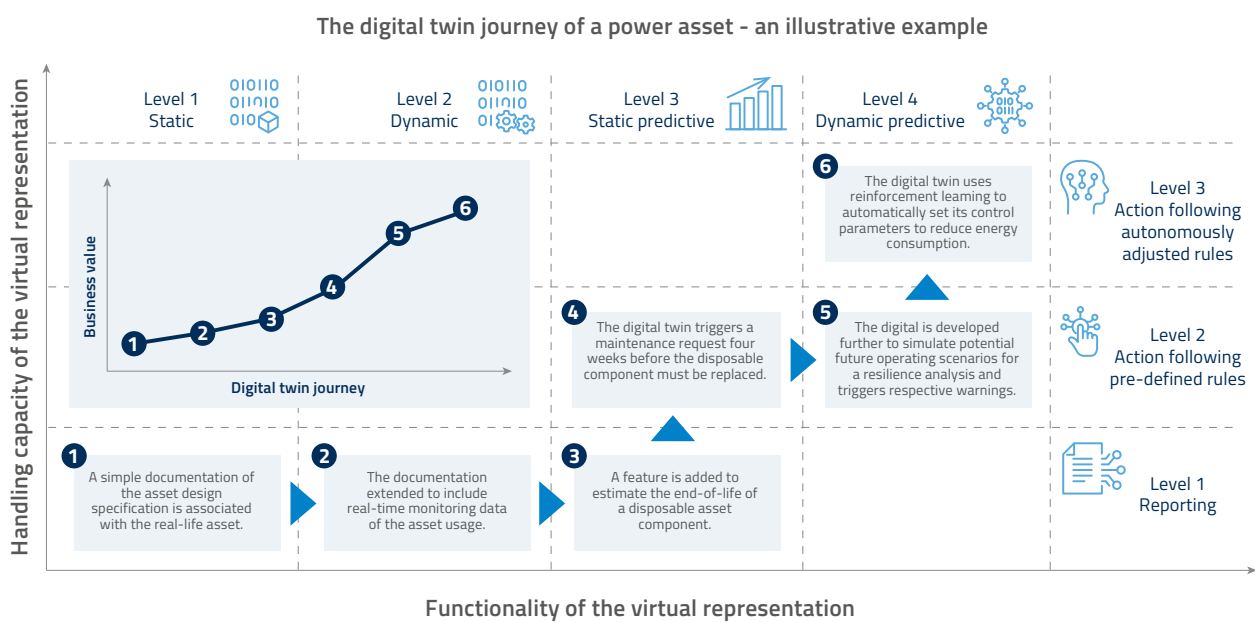 The digital twin journey of a power asset - an illustrative example
Handling capacity of the virtual representation
Level 1
Static
010110
110110
010
Level 2
Dynamic
010110
110110
01
Level 3
Static predictive
Level 4
Dynamic predictive
010
0111
Business value
1
2
3
4
5
6
Digital twin journey
6
The digital twin uses
reinforcement learning to
automatically set its control
parameters to reduce energy
consumption.
Level 3
Action following
autonomously
adjusted rules
4
The digital twin triggers a
maintenance request four
weeks before the disposable
component must be replaced.
5
The digital is developed
further to simulate potential
future operating scenarios for
a resilience analysis and
triggers respective warnings.
Level 2
Action following
pre-defined rules
1
A simple documentation of
the asset design
specification is associated
with the real-life asset.
2
The documentation
extended to include
real-time monitoring data
of the asset usage.
3
A feature is added to
estimate the end-of-life of
a disposable asset
component.
Level 1
Reporting
Functionality of the virtual representation